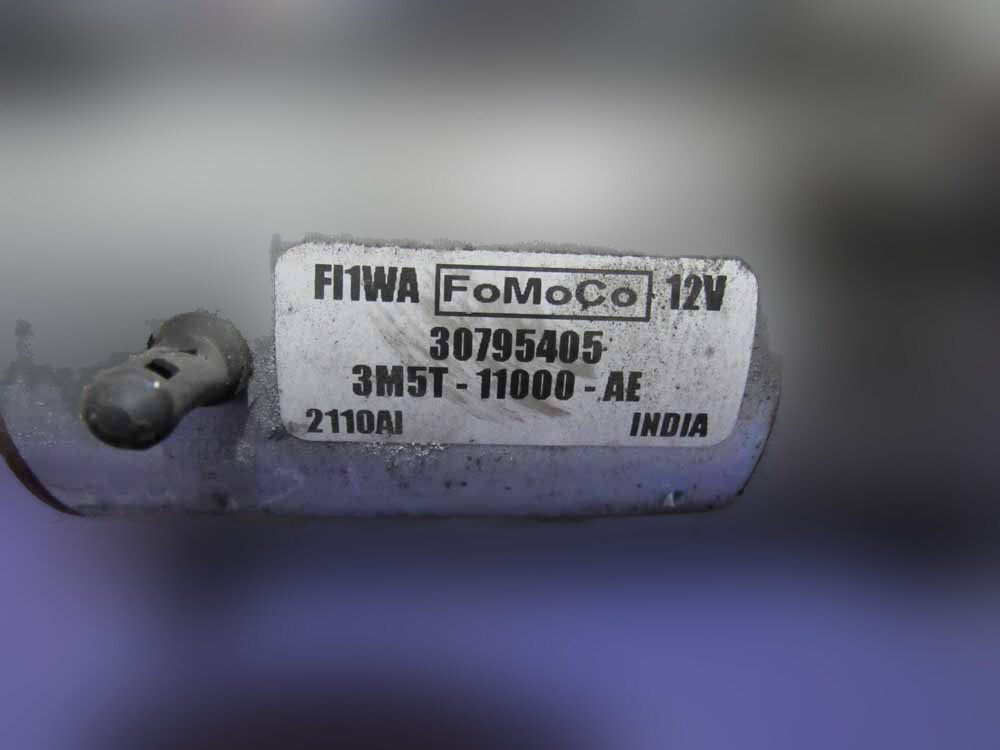 FI1WA FoMoCo 12V
30795405
3M5T - 11000 - AE
2110AI INDIA